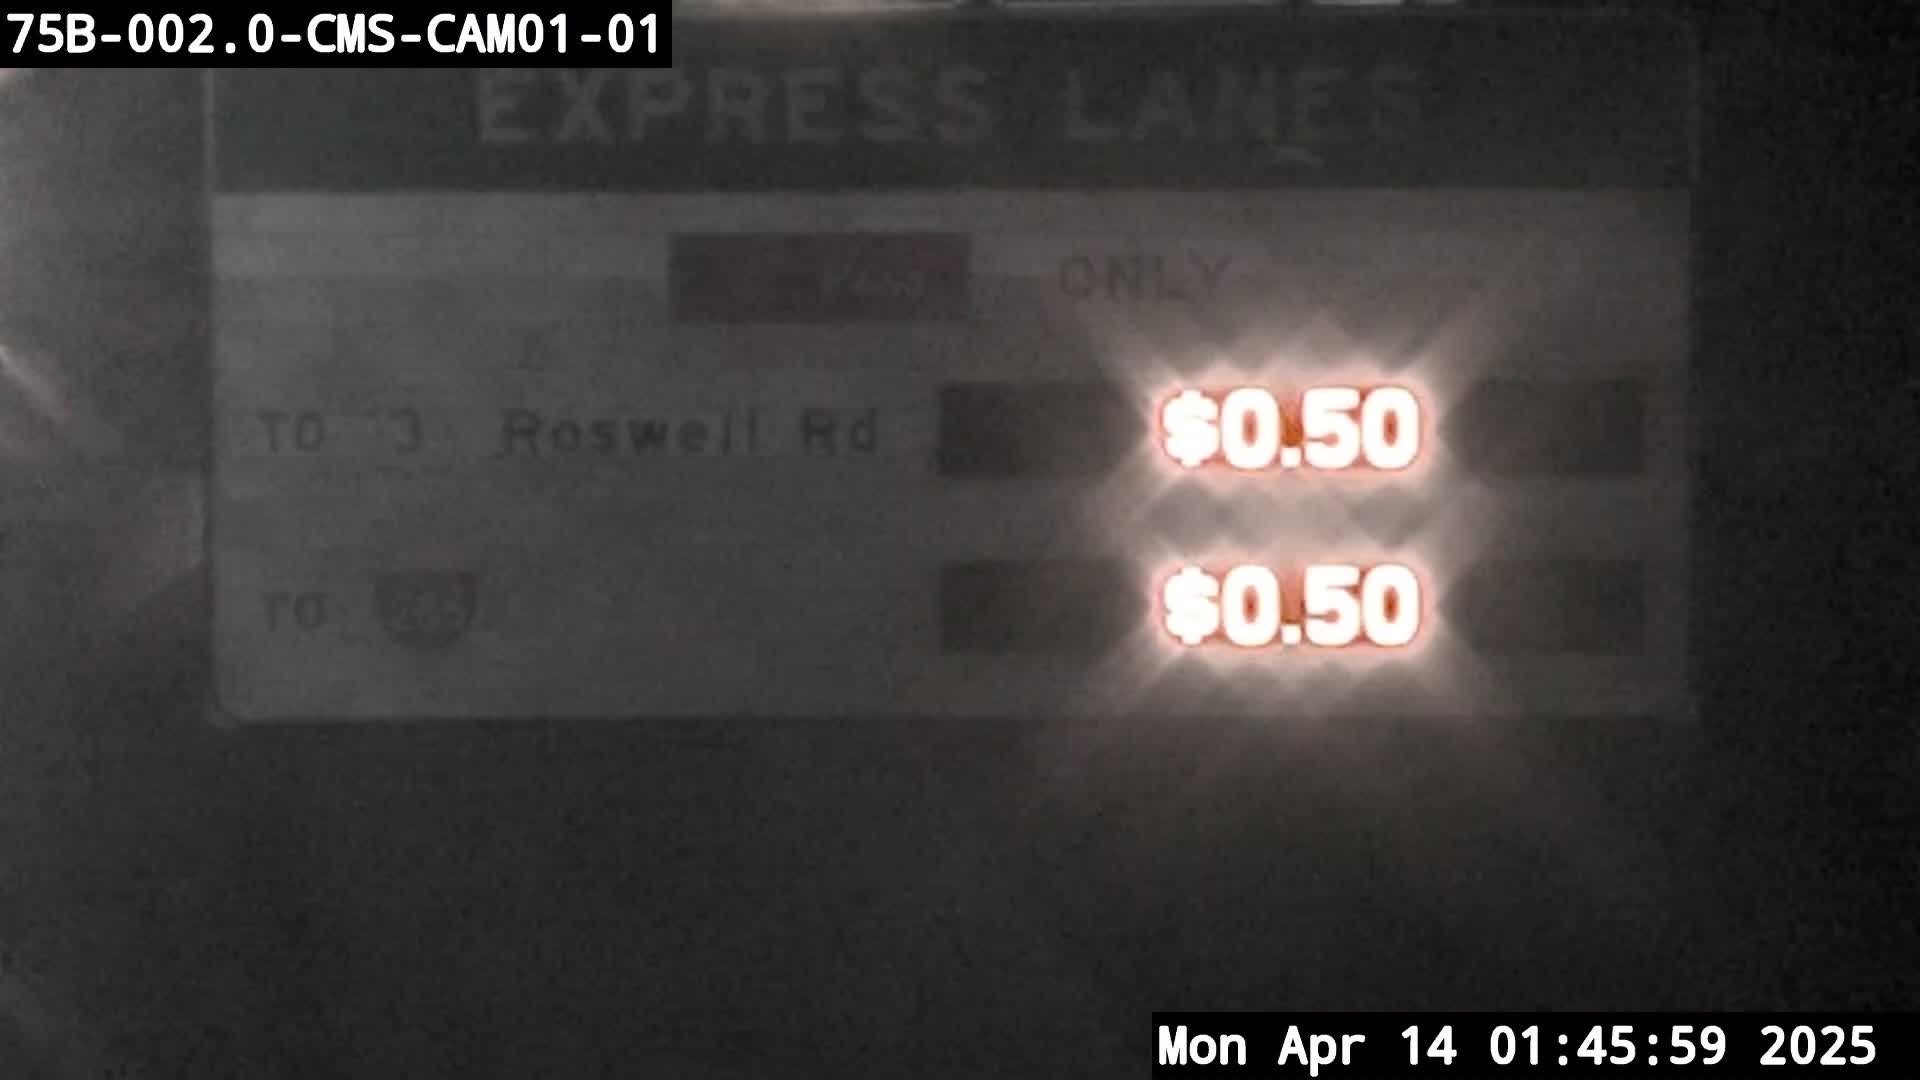 75B-002.0-CMS-CAM01-01
EXPRESS LANES
ONLY
TO 3 Roswell Rd $0.50
TO $0.50
Mon Apr 14 01:45:59 2025